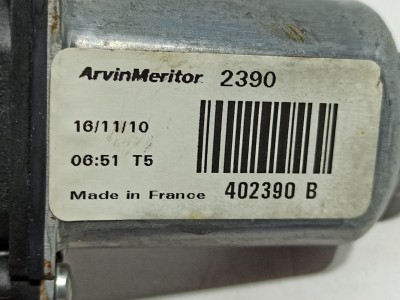 ArvinMeritor 2390
16/11/10
06:51 T5
Made in France 402390 B